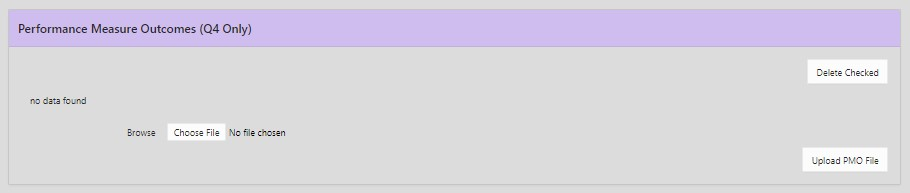 Performance Measure Outcomes (Q4 Only)
Delete Checked
no data found
Browse Choose File No file chosen
Upload PMO File